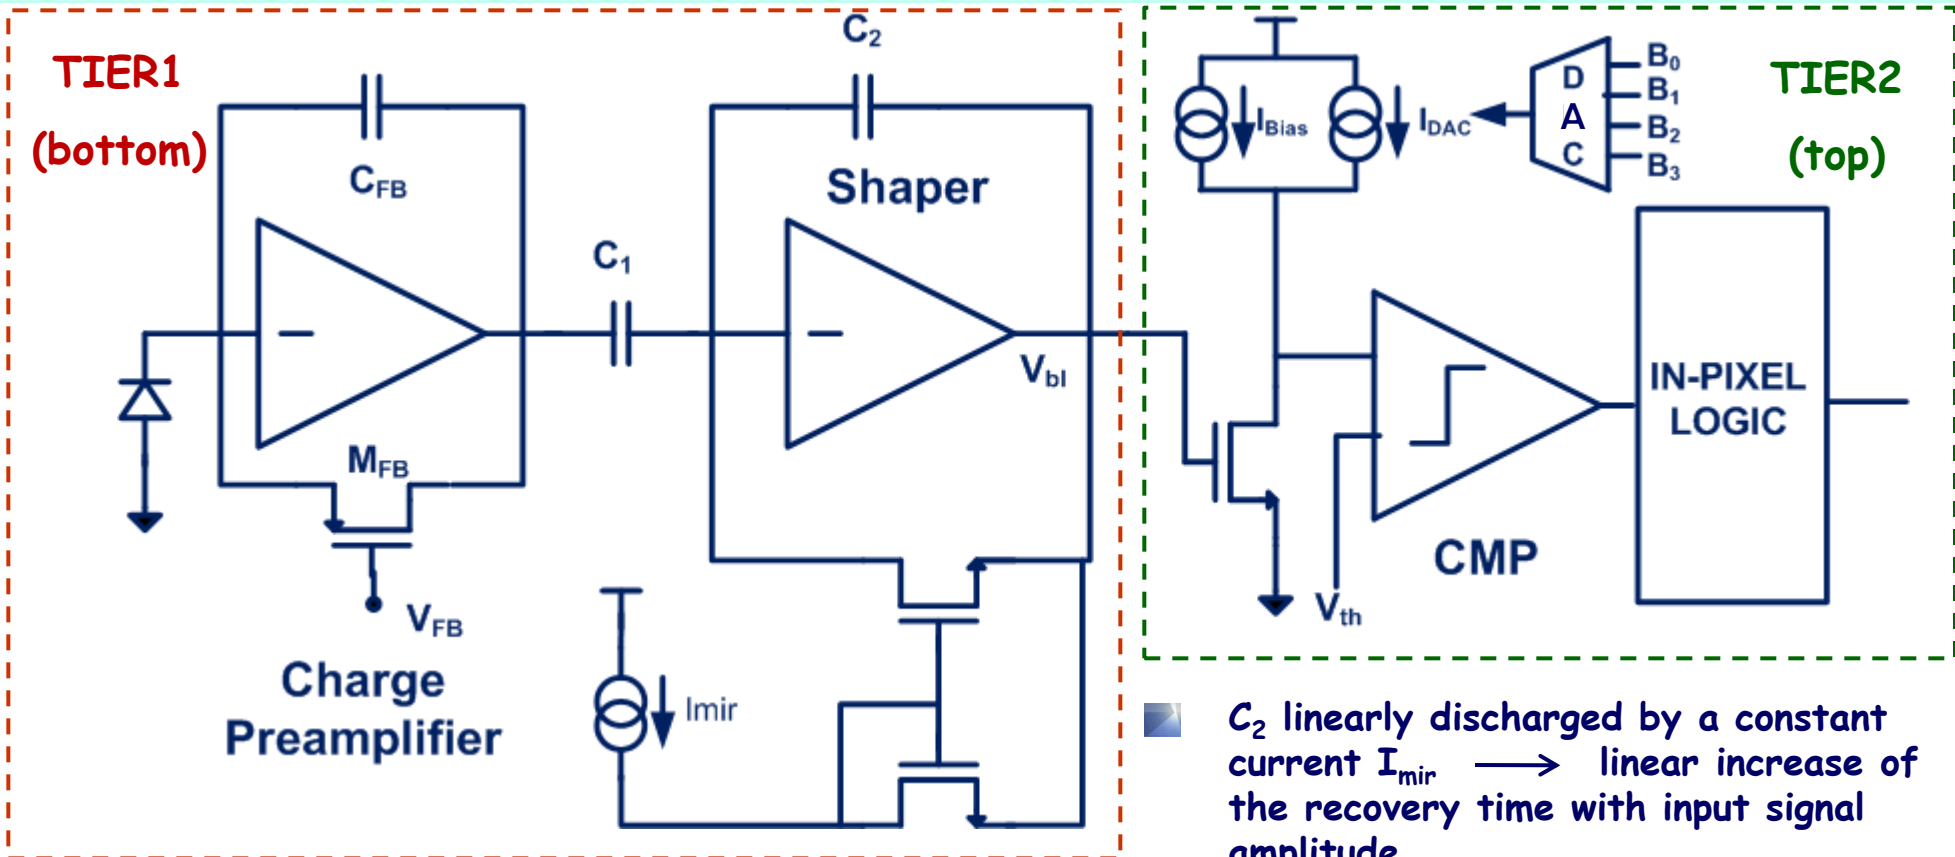 TIER1
(bottom)
C2
CFB
Shaper
C1
Vbl
MFB
VFB
Charge
Preamplifier
Imir
TIER2
(top)
IBias
IDAC
D
A
C
B0
B1
B2
B3
IN-PIXEL
LOGIC
CMP
Vth
C2 linearly discharged by a constant
current Imir ⟶ linear increase of
the recovery time with input signal
amplitude